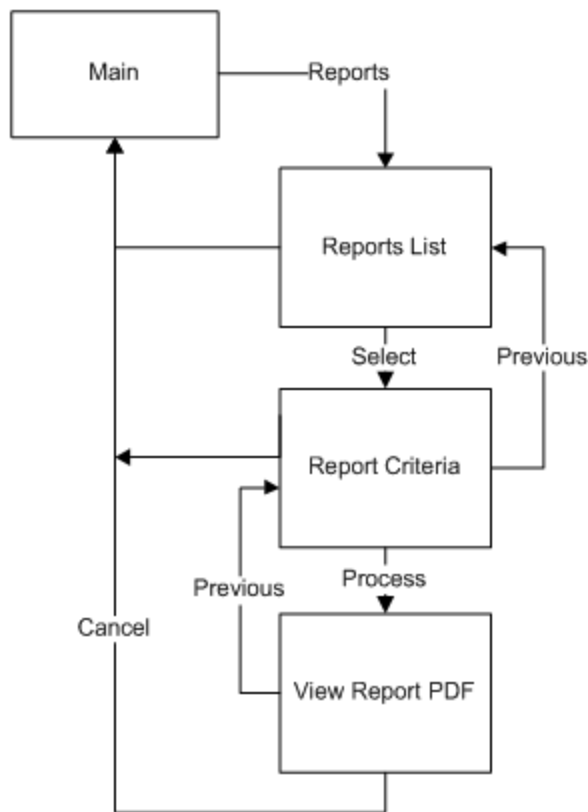 Main
Reports
Reports List
Select
Previous
Report Criteria
Process
Previous
Cancel
View Report PDF